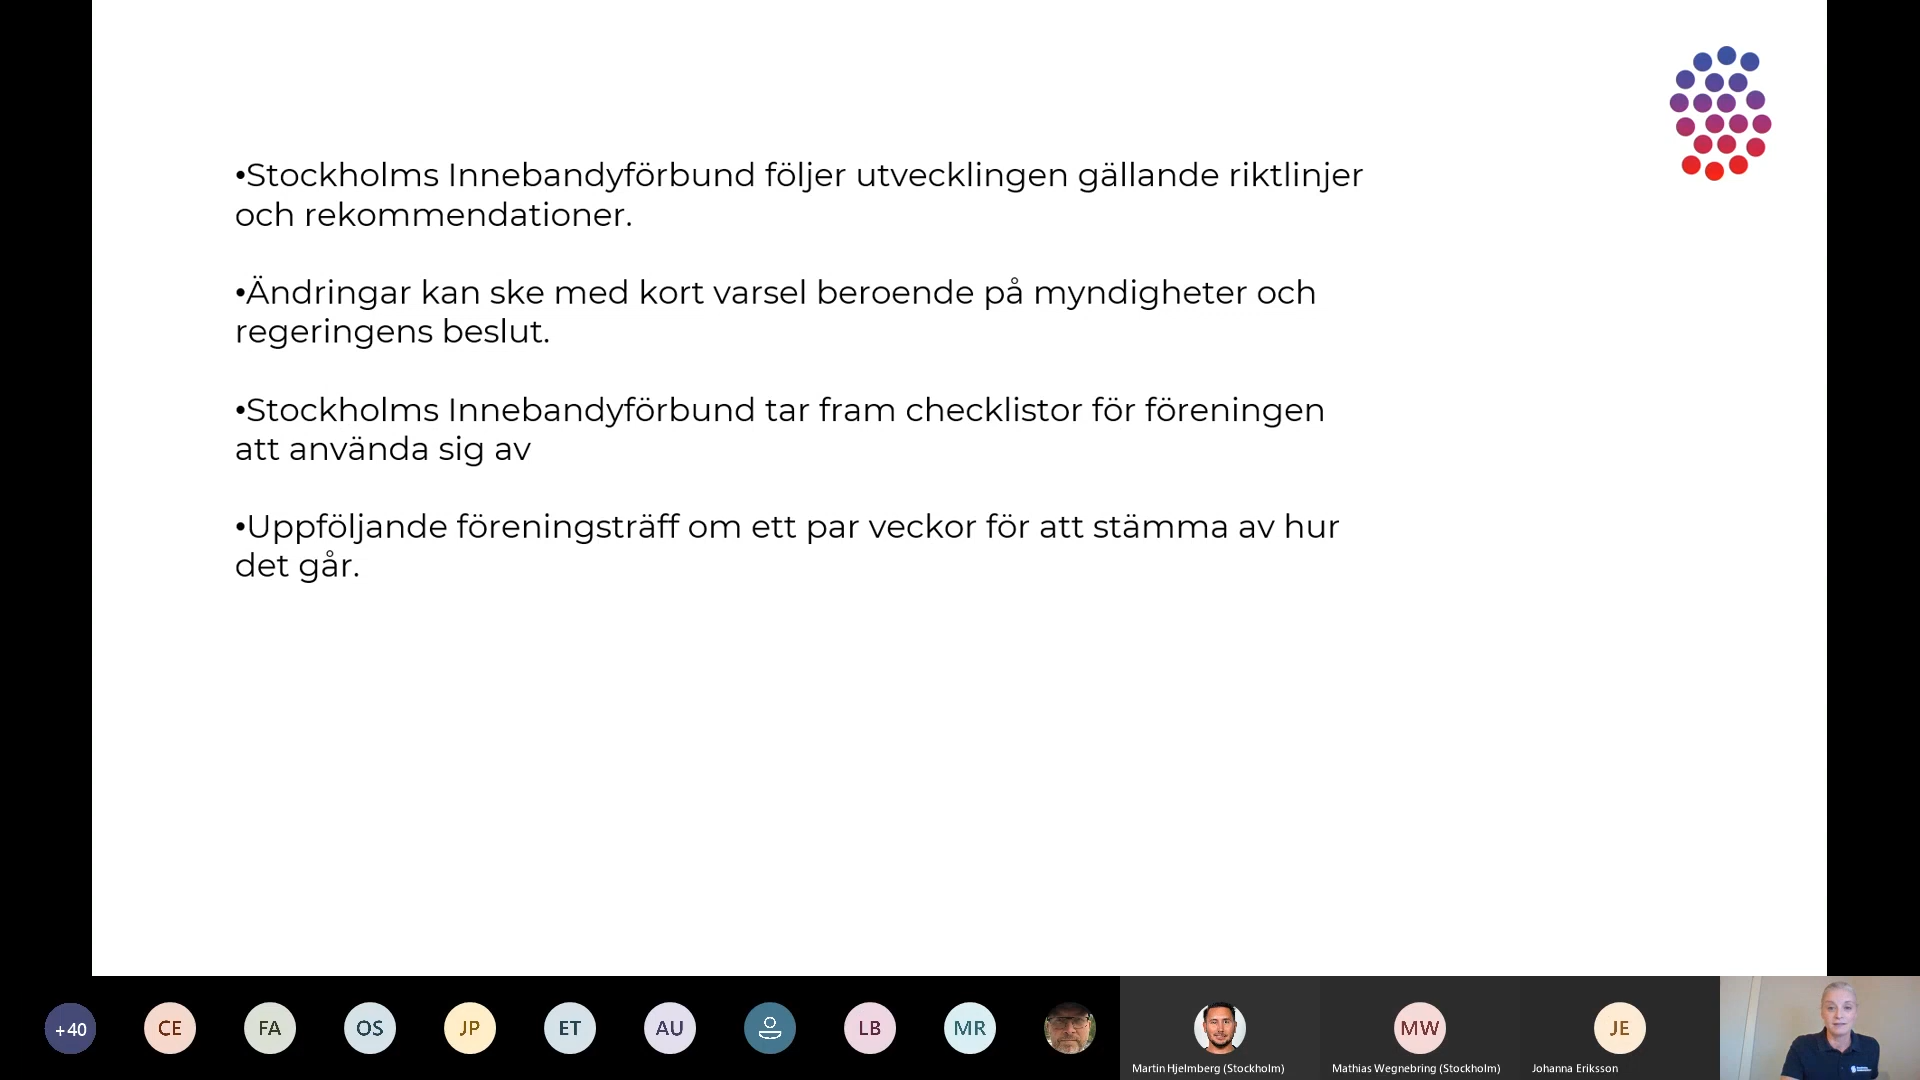 •Stockholms Innebandyförbund följer utvecklingen gällande riktlinjer
och rekommendationer.
•Ändringar kan ske med kort varsel beroende på myndigheter och
regeringens beslut.
•Stockholms Innebandyförbund tar fram checklistor för föreningen
att använda sig av
•Uppföljande föreningsträff om ett par veckor för att stämma av hur
det går.
+40
CE
FA
OS
JP
ET
AU
LB
MR
Martin Hjelmberg (Stockholm)
MW
Mathias Wegnebring (Stockholm)
JE
Johanna Eriksson